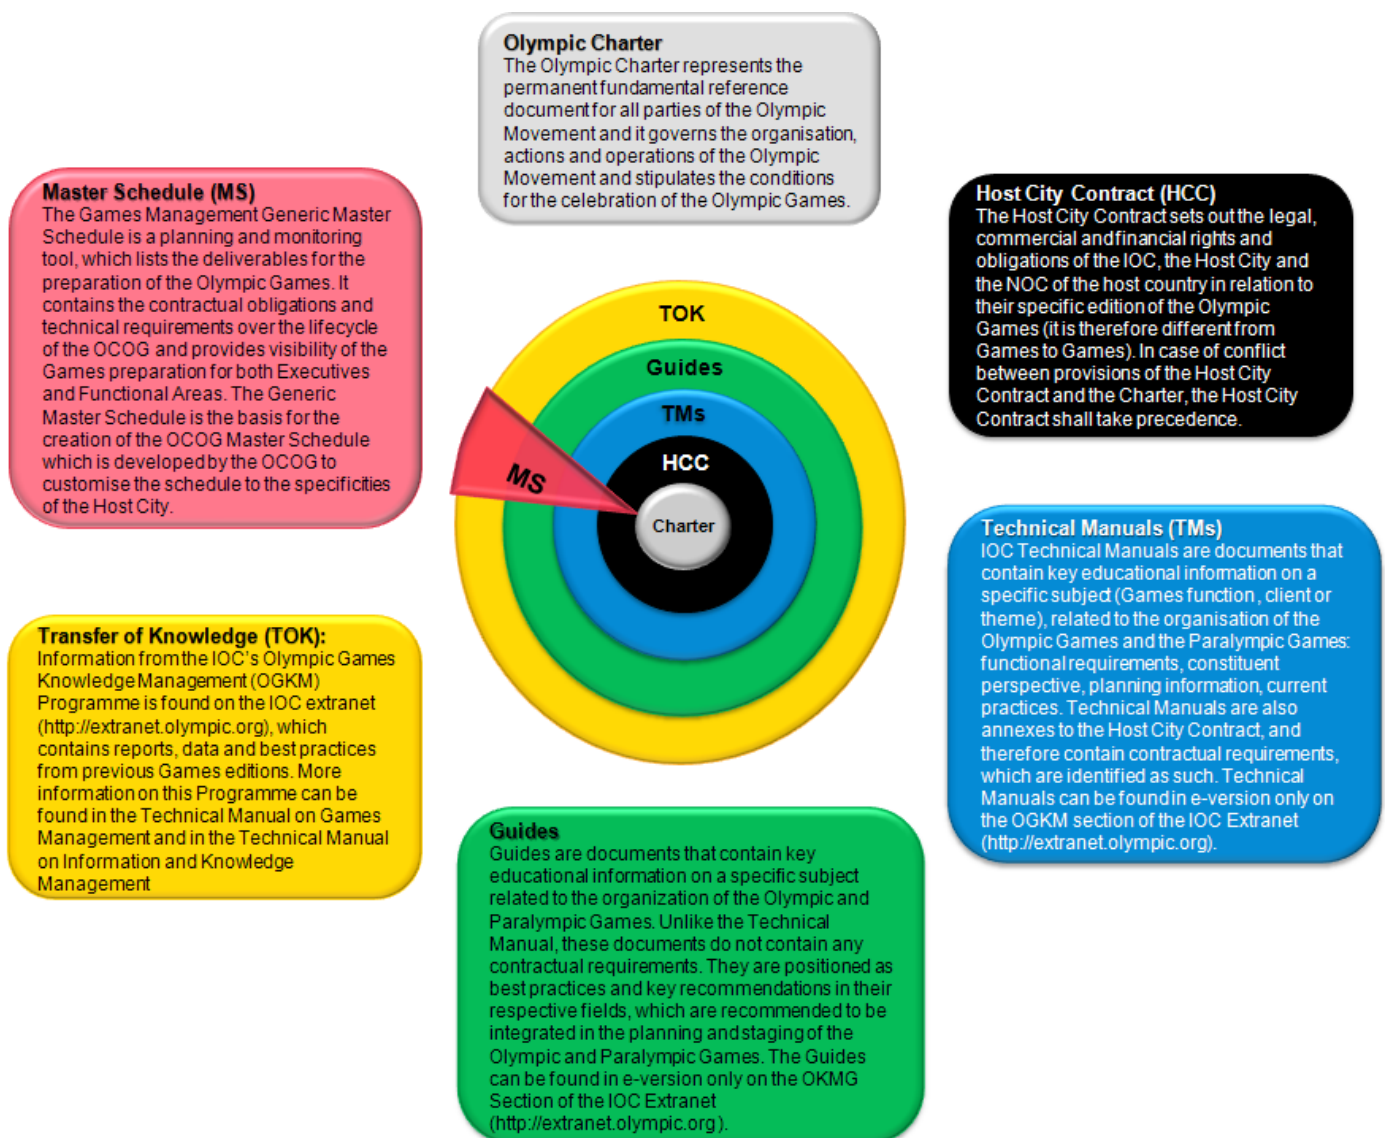 Olympic Charter
The Olympic Charter represents the
permanent fundamental reference
document for all parties of the Olympic
Movement and it governs the organisation,
actions and operations of the Olympic
Movement and stipulates the conditions
for the celebration of the Olympic Games.
Master Schedule (MS)
The Games Management Generic Master
Schedule is a planning and monitoring
tool, which lists the deliverables for the
preparation of the Olympic Games. It
contains the contractual obligations and
technical requirements over the lifecycle
of the OCOG and provides visibility of the
Games preparation for both Executives
and Functional Areas. The Generic
Master Schedule is the basis for the
creation of the OCOG Master Schedule
which is developed by the OCOG to
customise the schedule to the specificities
of the Host City.
Host City Contract (HCC)
The Host City Contract sets out the legal,
commercial and financial rights and
obligations of the IOC, the Host City and
the NOC of the host country in relation to
their specific edition of the Olympic
Games (it is therefore different from
Games to Games). In case of conflict
between provisions of the Host City
Contract and the Charter, the Host City
Contract shall take precedence.
TOK
Guides
TMs
HCC
MS
Charter
Technical Manuals (TMs)
IOC Technical Manuals are documents that
contain key educational information on a
specific subject (Games function, client or
theme), related to the organisation of the
Olympic Games and the Paralympic Games:
functional requirements, constituent
perspective, planning information, current
practices. Technical Manuals are also
annexes to the Host City Contract, and
therefore contain contractual requirements,
which are identified as such. Technical
Manuals can be found in e-version only on
the OGKM section of the IOC Extranet
(http://extranet.olympic.org).
Transfer of Knowledge (TOK):
Information from the IOC's Olympic Games
Knowledge Management (OGKM)
Programme is found on the IOC extranet
(http://extranet.olympic.org), which
contains reports, data and best practices
from previous Games editions. More
information on this Programme can be
found in the Technical Manual on Games
Management and in the Technical Manual
on Information and Knowledge
Management
Guides
Guides are documents that contain key
educational information on a specific subject
related to the organization of the Olympic and
Paralympic Games. Unlike the Technical
Manual, these documents do not contain any
contractual requirements. They are positioned as
best practices and key recommendations in their
respective fields, which are recommended to be
integrated in the planning and staging of the
Olympic and Paralympic Games. The Guides
can be found in e-version only on the OKMG
Section of the IOC Extranet
(http://extranet.olympic.org ).